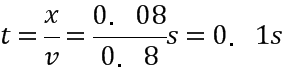 t = x/v = 0．08/0．8 s = 0．1s